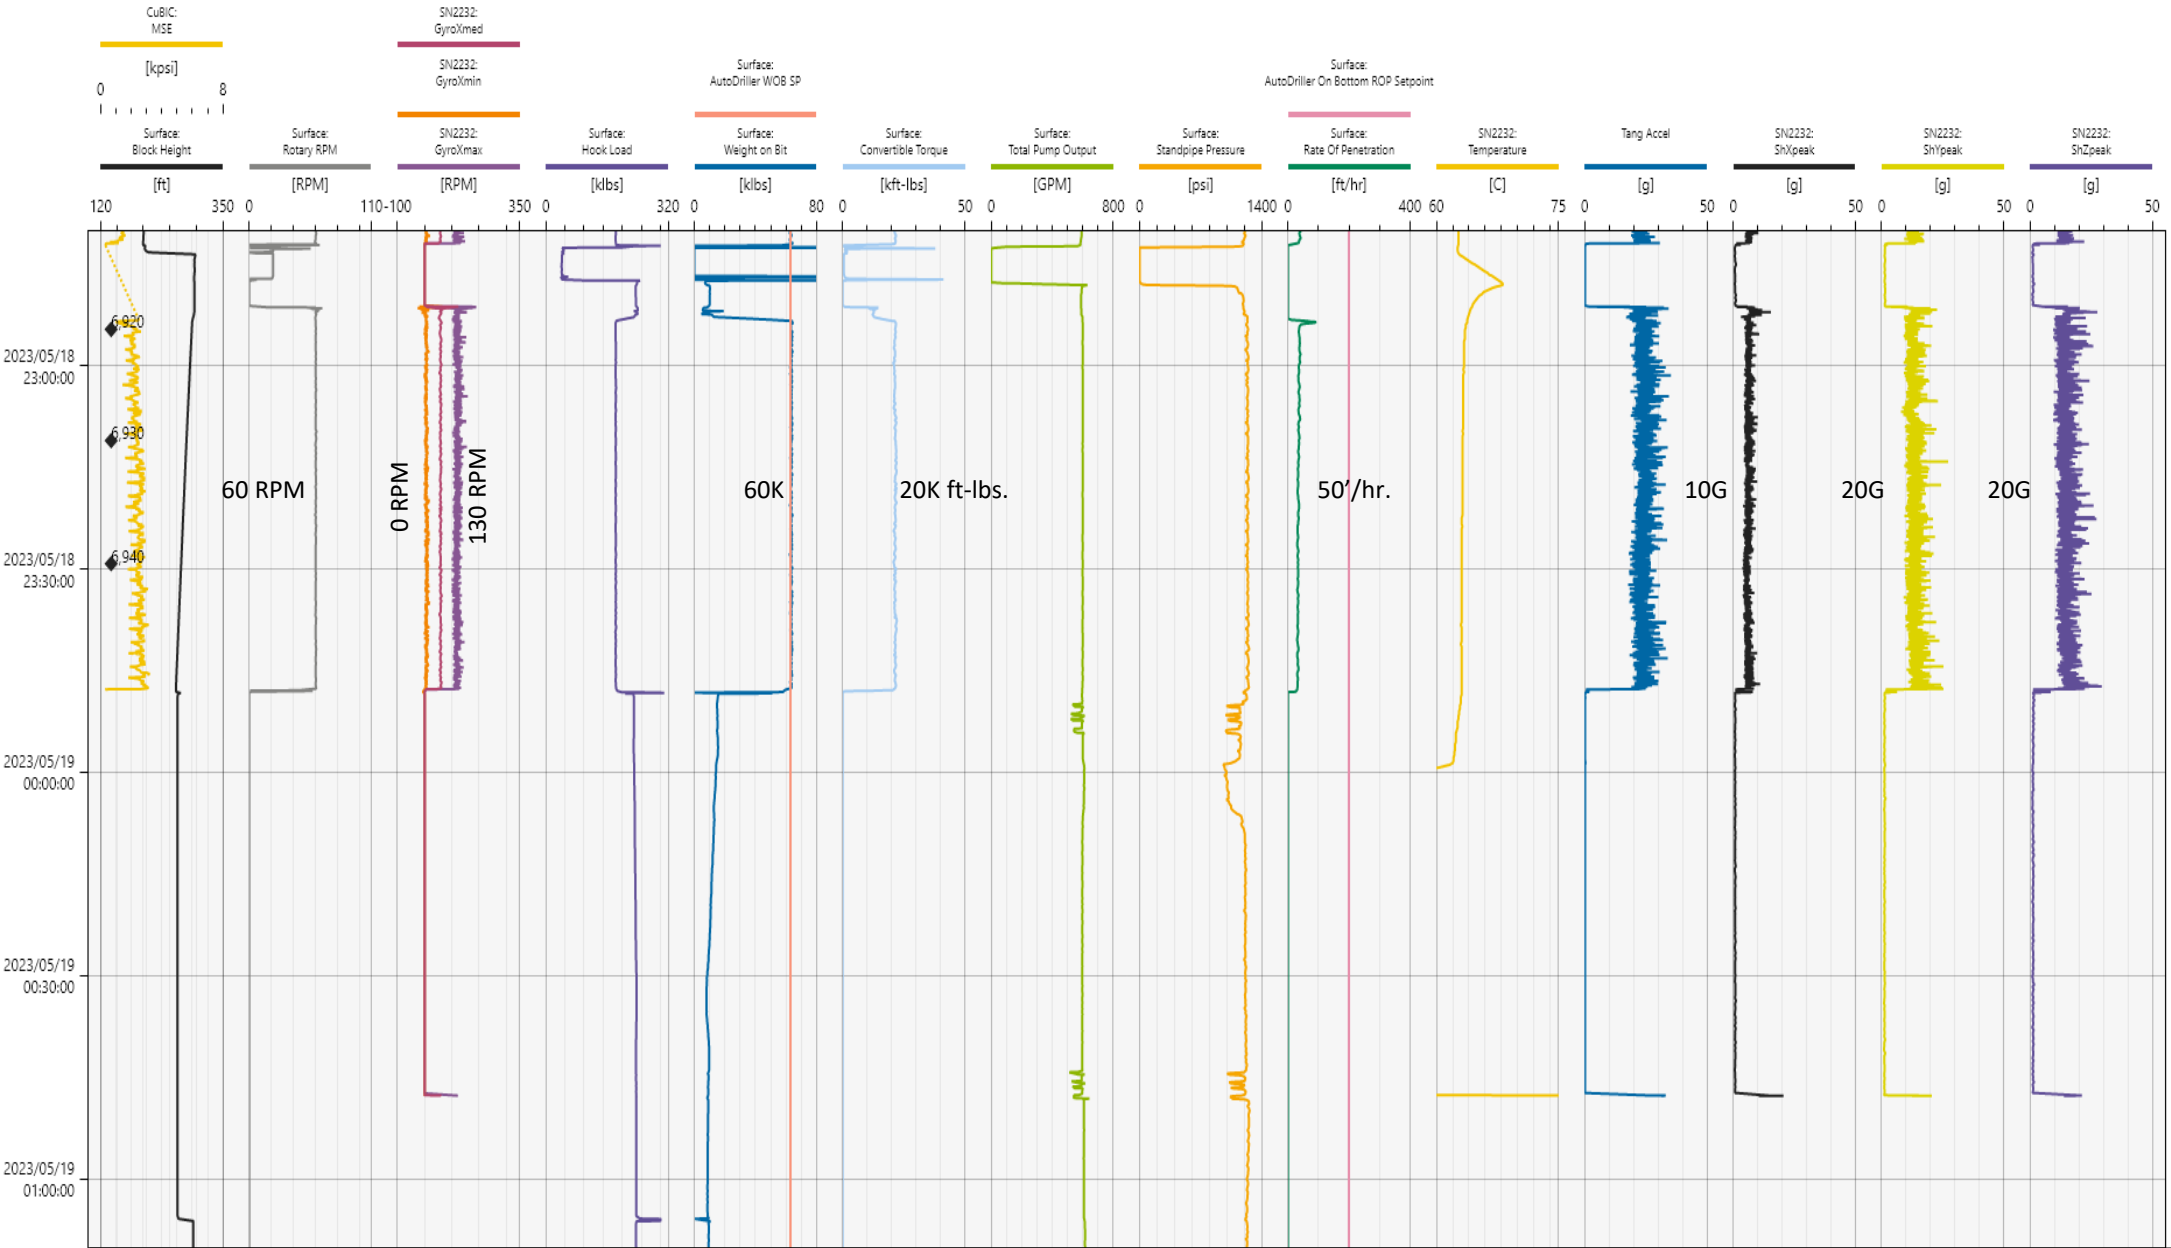 CuBIC:
MSE
[kpsi]
0 8
SN2232:
GyroXmed
SN2232:
GyroXmin
Surface:
AutoDriller WOB SP
Surface:
AutoDriller On Bottom ROP Setpoint
Surface:
Block Height
[ft]
120 350
Surface:
Rotary RPM
[RPM]
0 110
SN2232:
GyroXmax
[RPM]
-100 350
Surface:
Hook Load
[klbs]
0 320
Surface:
Weight on Bit
[klbs]
0 80
Surface:
Convertible Torque
[kft-lbs]
0 50
Surface:
Total Pump Output
[GPM]
0 800
Surface:
Standpipe Pressure
[psi]
0 1400
Surface:
Rate Of Penetration
[ft/hr]
0 400
SN2232:
Temperature
[C]
60 75
Tang Accel
[g]
0 50
SN2232:
ShXpeak
[g]
0 50
SN2232:
ShYpeak
[g]
0 50
SN2232:
ShZpeak
[g]
0 50
6,920
2023/05/18
23:00:00
6,930
60 RPM
0 RPM
130 RPM
60K
20K ft-lbs.
50'/hr.
10G
20G
20G
6,940
2023/05/18
23:30:00
2023/05/19
00:00:00
2023/05/19
00:30:00
2023/05/19
01:00:00